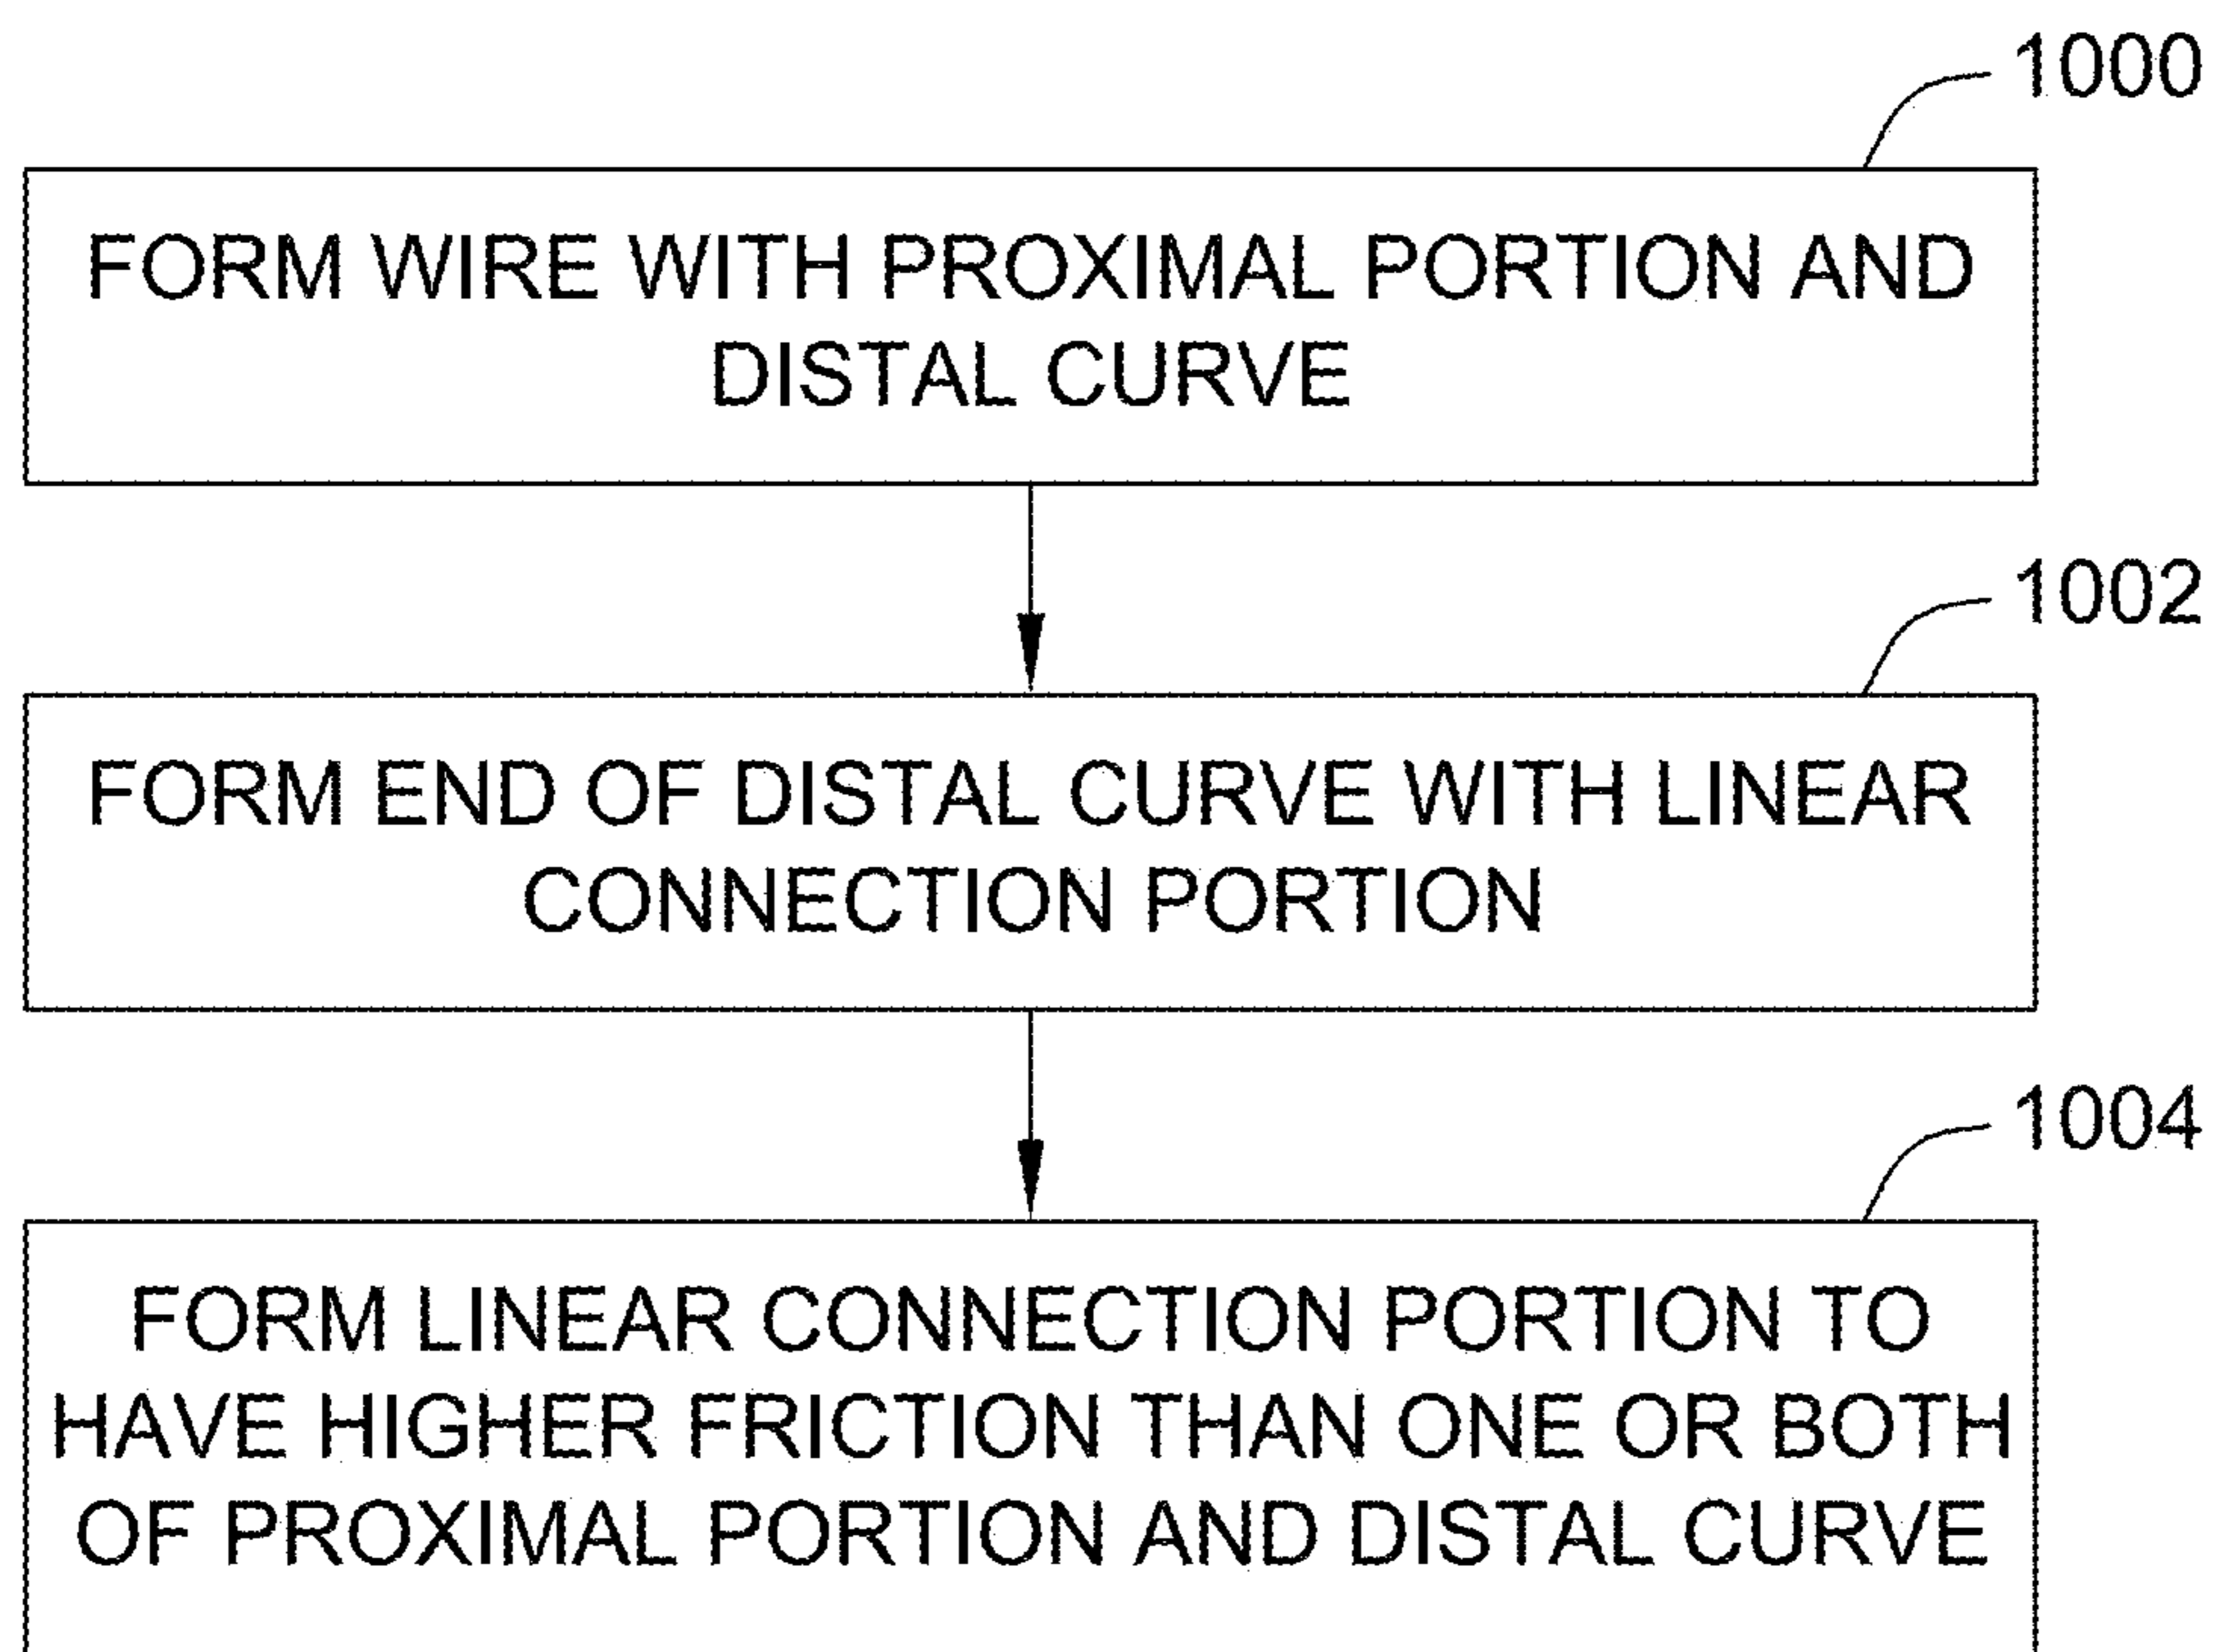 1000
FORM WIRE WITH PROXIMAL PORTION AND
DISTAL CURVE
1002
FORM END OF DISTAL CURVE WITH LINEAR
CONNECTION PORTION
1004
FORM LINEAR CONNECTION PORTION TO
HAVE HIGHER FRICTION THAN ONE OR BOTH
OF PROXIMAL PORTION AND DISTAL CURVE